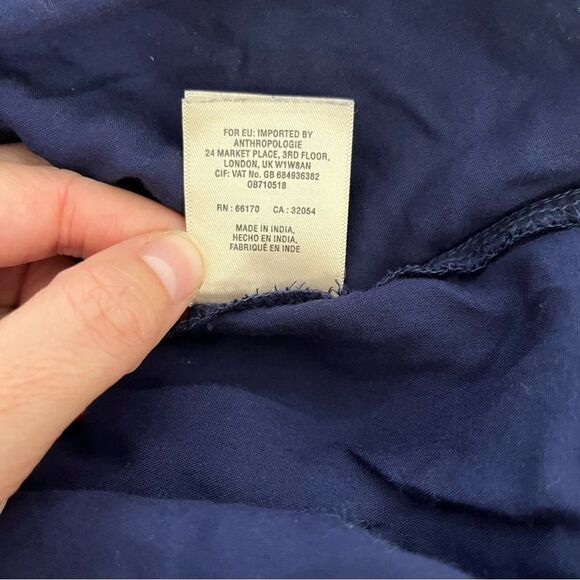 FOR EU: IMPORTED BY
ANTHROPOLOGIE
24 MARKET PLACE, 3RD FLOOR,
LONDON, UK W1W8AN
CIF: VAT No. GB 684936382
OB710518
RN : 66170 CA : 32054
MADE IN INDIA,
HECHO EN INDIA,
FABRIQUÉ EN INDE